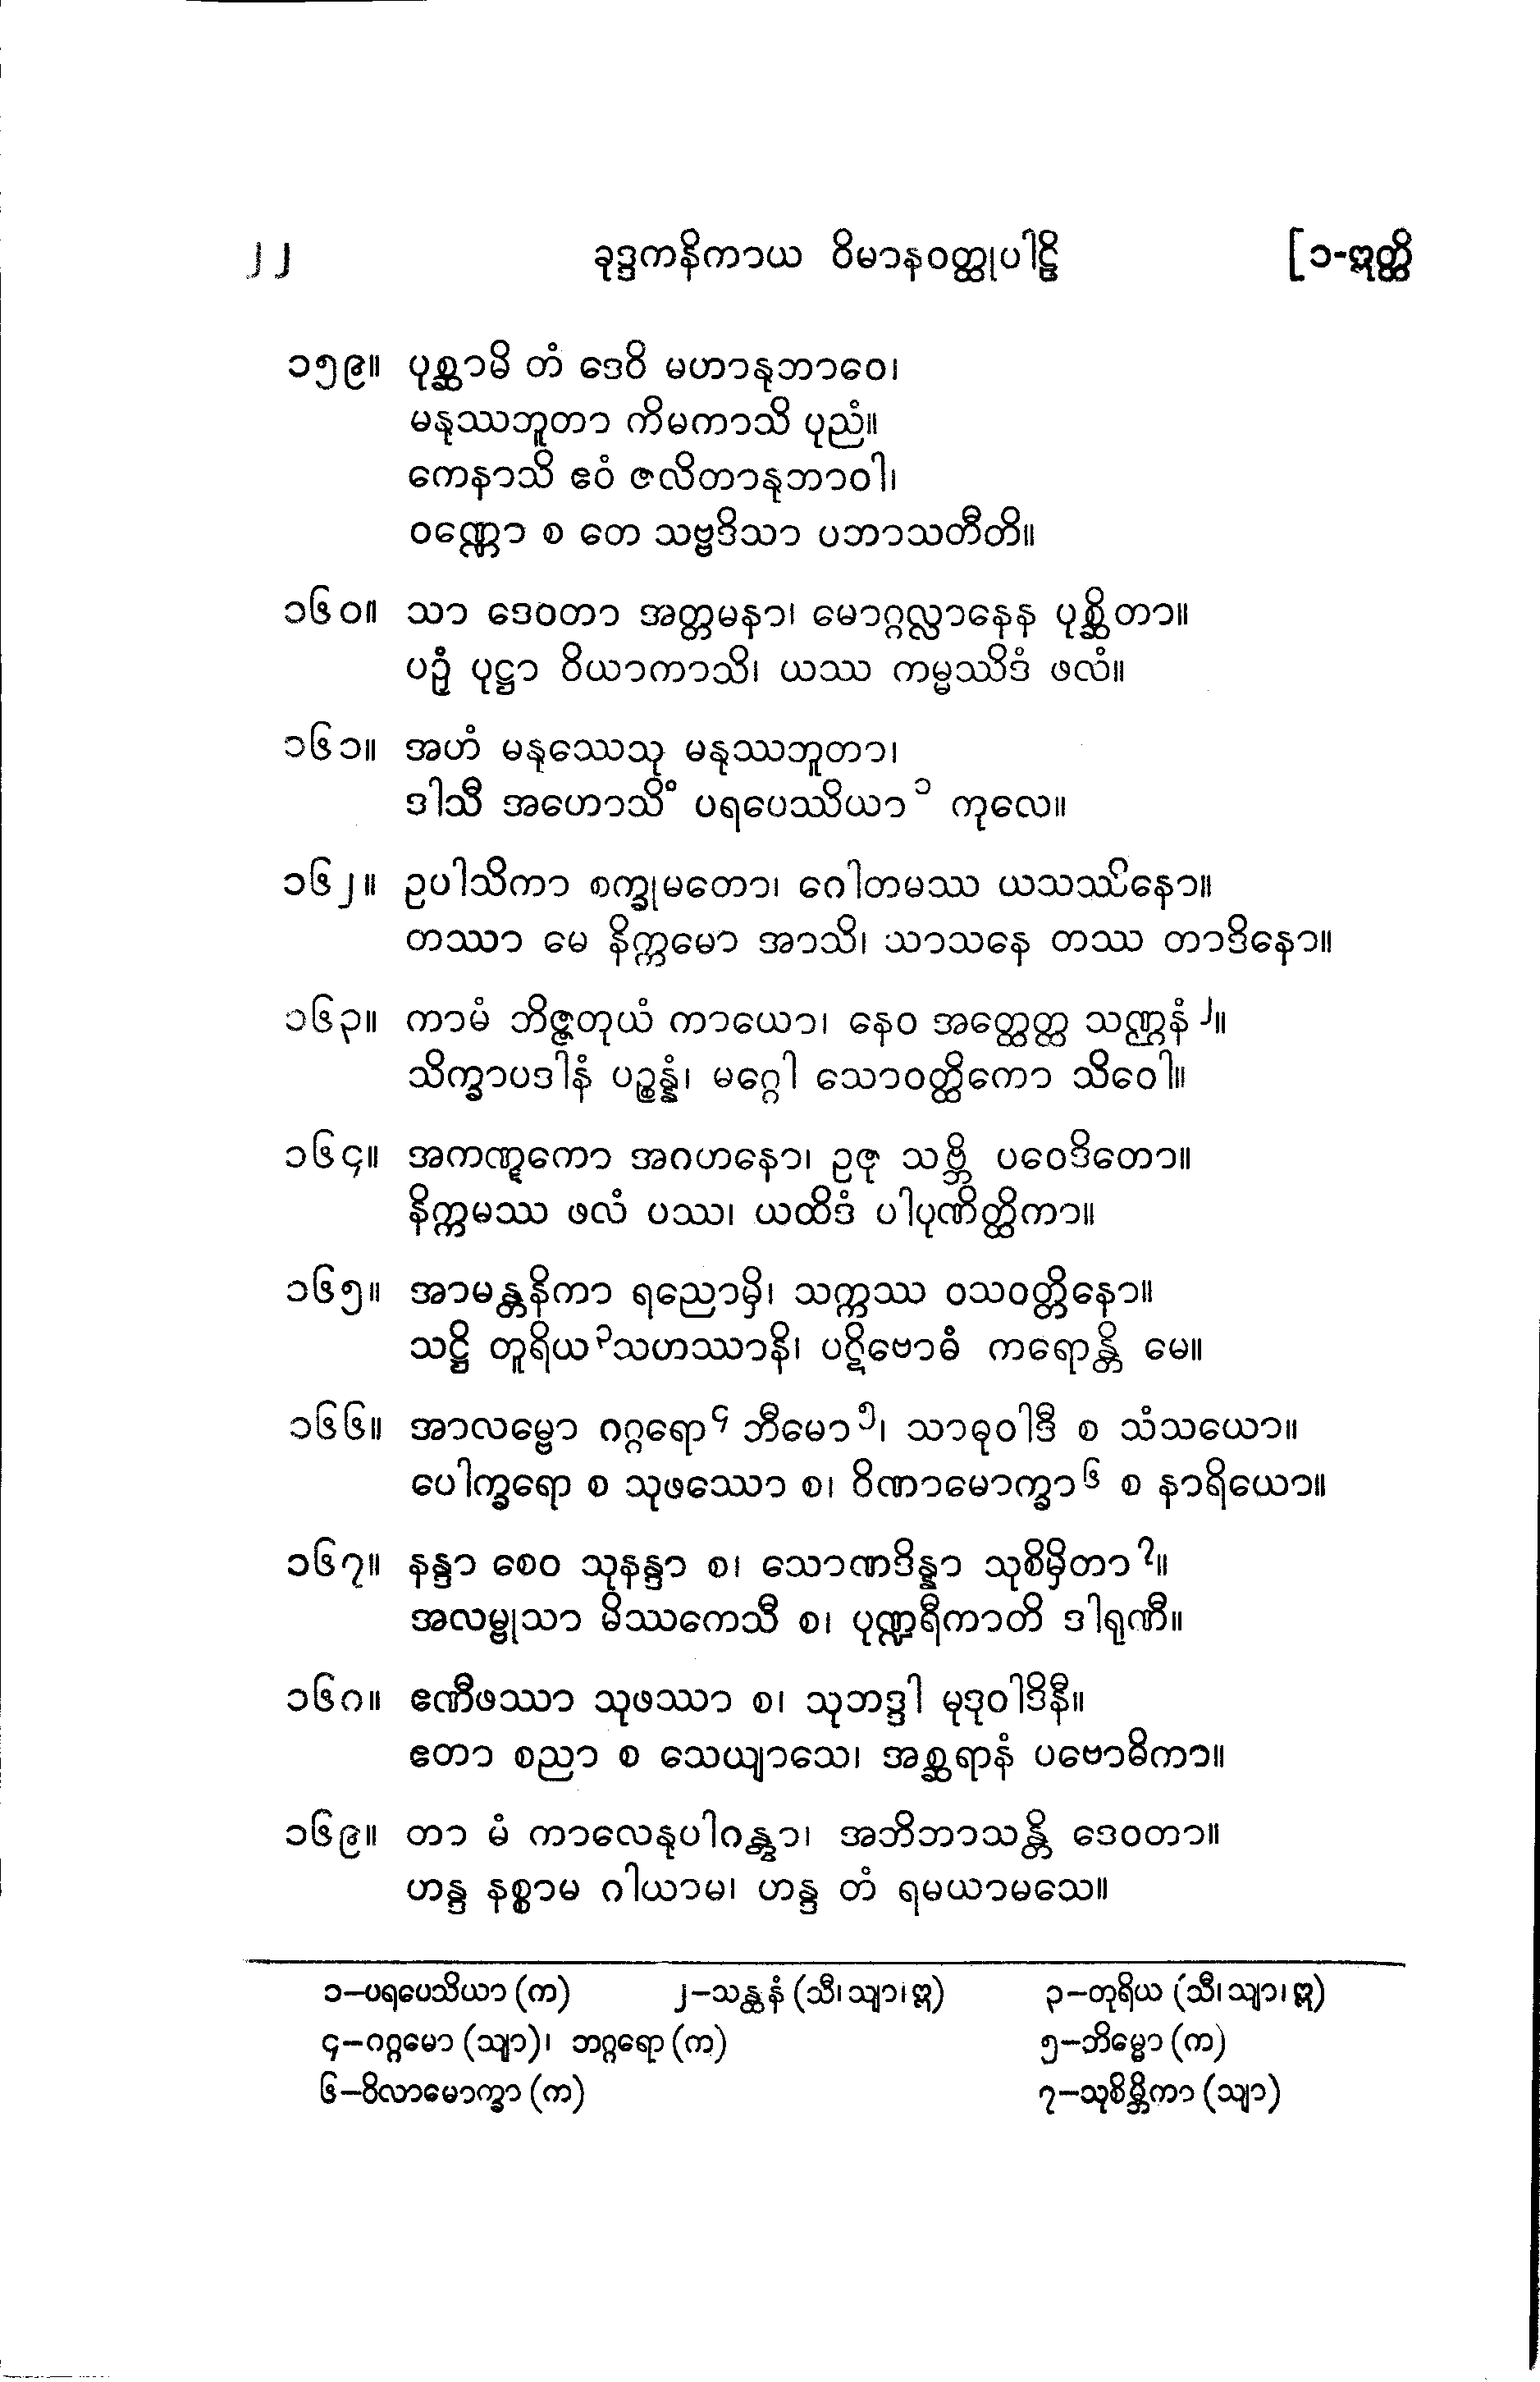 ၂၂ ခုဒ္ဒကနိကာယ ဝိမာနဝတ္ထုပါဠိ [၁-ဣတ္ထိ
၁၅၉။ ပုစ္ဆာမိ တံ ဒေဝိ မဟာနုဘာဝေ၊
မနုဿဘူတာ ကိမကာသိ ပုညံ။
ကေနာသိ ဧဝံ ဇလိတာနုဘာဝါ၊
ဝဏ္ဏော စ တေ သဗ္ဗဒိသာ ပဘာသတီတိ။
၁၆၀။ သာ ဒေဝတာ အတ္တမနာ၊ မောဂ္ဂလ္လာနေန ပုစ္ဆိတာ။
ပဉှံ ပုဋ္ဌာ ဝိယာကာသိ၊ ယဿ ကမ္မဿိဒံ ဖလံ။
၁၆၁။ အဟံ မနုဿေသု မနုဿဘူတာ၊
ဒါသီ အဟောသိံ ပရပေဿိယာ၁ ကုလေ။
၁၆၂။ ဥပါသိကာ စက္ခုမတော၊ ဂေါတမဿ ယသဿိနော။
တဿာ မေ နိက္ကမော အာသိ၊ သာသနေ တဿ တာဒိနော။
၁၆၃။ ကာမံ ဘိဇ္ဇတုယံ ကာယော၊ နေဝ အတ္ထေတ္ထ သဏ္ဌနံ၂။
သိက္ခာပဒါနံ ပဉ္စန္နံ၊ မဂ္ဂေါ သောဝတ္ထိကော သိဝေါ။
၁၆၄။ အကဏ္ဋကော အဂဟနော၊ ဥဇု သဗ္ဘိ ပဝေဒိတော။
နိက္ကမဿ ဖလံ ပဿ၊ ယထိဒံ ပါပုဏိတ္ထိကာ။
၁၆၅။ အာမန္တနိကာ ရညောမှိ၊ သက္ကဿ ဝသဝတ္တိနော။
သဋ္ဌိ တူရိယ၃သဟဿာနိ၊ ပဋိဗောဓံ ကရောန္တိ မေ။
၁၆၆။ အာလမ္ဗော ဂဂ္ဂရော၄ ဘီမော၅၊ သာဓုဝါဒီ စ သံသယော။
ပေါက္ခရော စ သုဖဿော စ၊ ဝိဏာမောက္ခာ၆ စ နာရိယော။
၁၆၇။ နန္ဒာ စေဝ သုနန္ဒာ စ၊ သောဏဒိန္နာ သုစိမှိတာ၇။
အလမ္ဗုသာ မိဿကေသီ စ၊ ပုဏ္ဍရီကာတိ ဒါရုဏီ။
၁၆၈။ ဧဏီဖဿာ သုဖဿာ စ၊ သုဘဒ္ဒါ မုဒုဝါဒိနီ။
ဧတာ စညာ စ သေယျာသေ၊ အစ္ဆရာနံ ပဗောဓိကာ။
၁၆၉။ တာ မံ ကာလေနုပါဂန္တွာ၊ အဘိဘာသန္တိ ဒေဝတာ။
ဟန္ဒ နစ္စာမ ဂါယာမ၊ ဟန္ဒ တံ ရမယာမသေ။
၁–ပရပေသိယာ (က) ၂–သန္ထနံ (သီ၊ သျာ၊ ဣ) ၃–တုရိယ (သီ၊ သျာ၊ ဣ)
၄–ဂဂ္ဂမော (သျာ)၊ ဘဂ္ဂရော (က) ၅–ဘိမ္မော (က)
၆–ဝိလာမောက္ခာ (က) ၇–သုစိမ္ဘိကာ (သျာ)